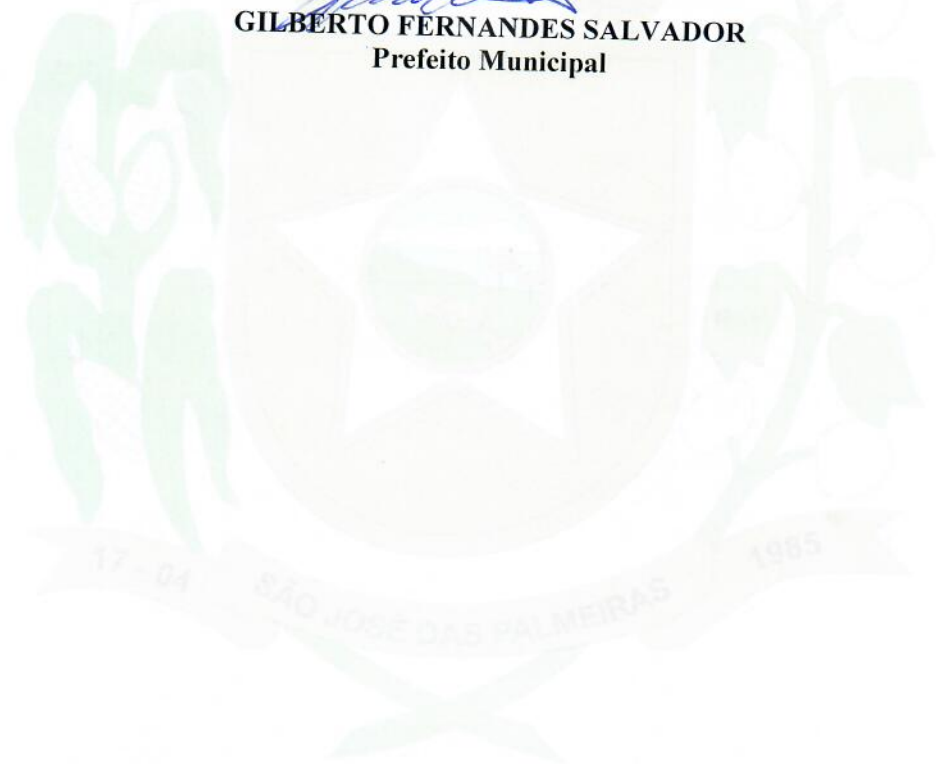 GILBERTO FERNANDES SALVADOR
Prefeito Municipal
17 - 04 SÃO JOSÉ DAS PALMEIRAS 1985